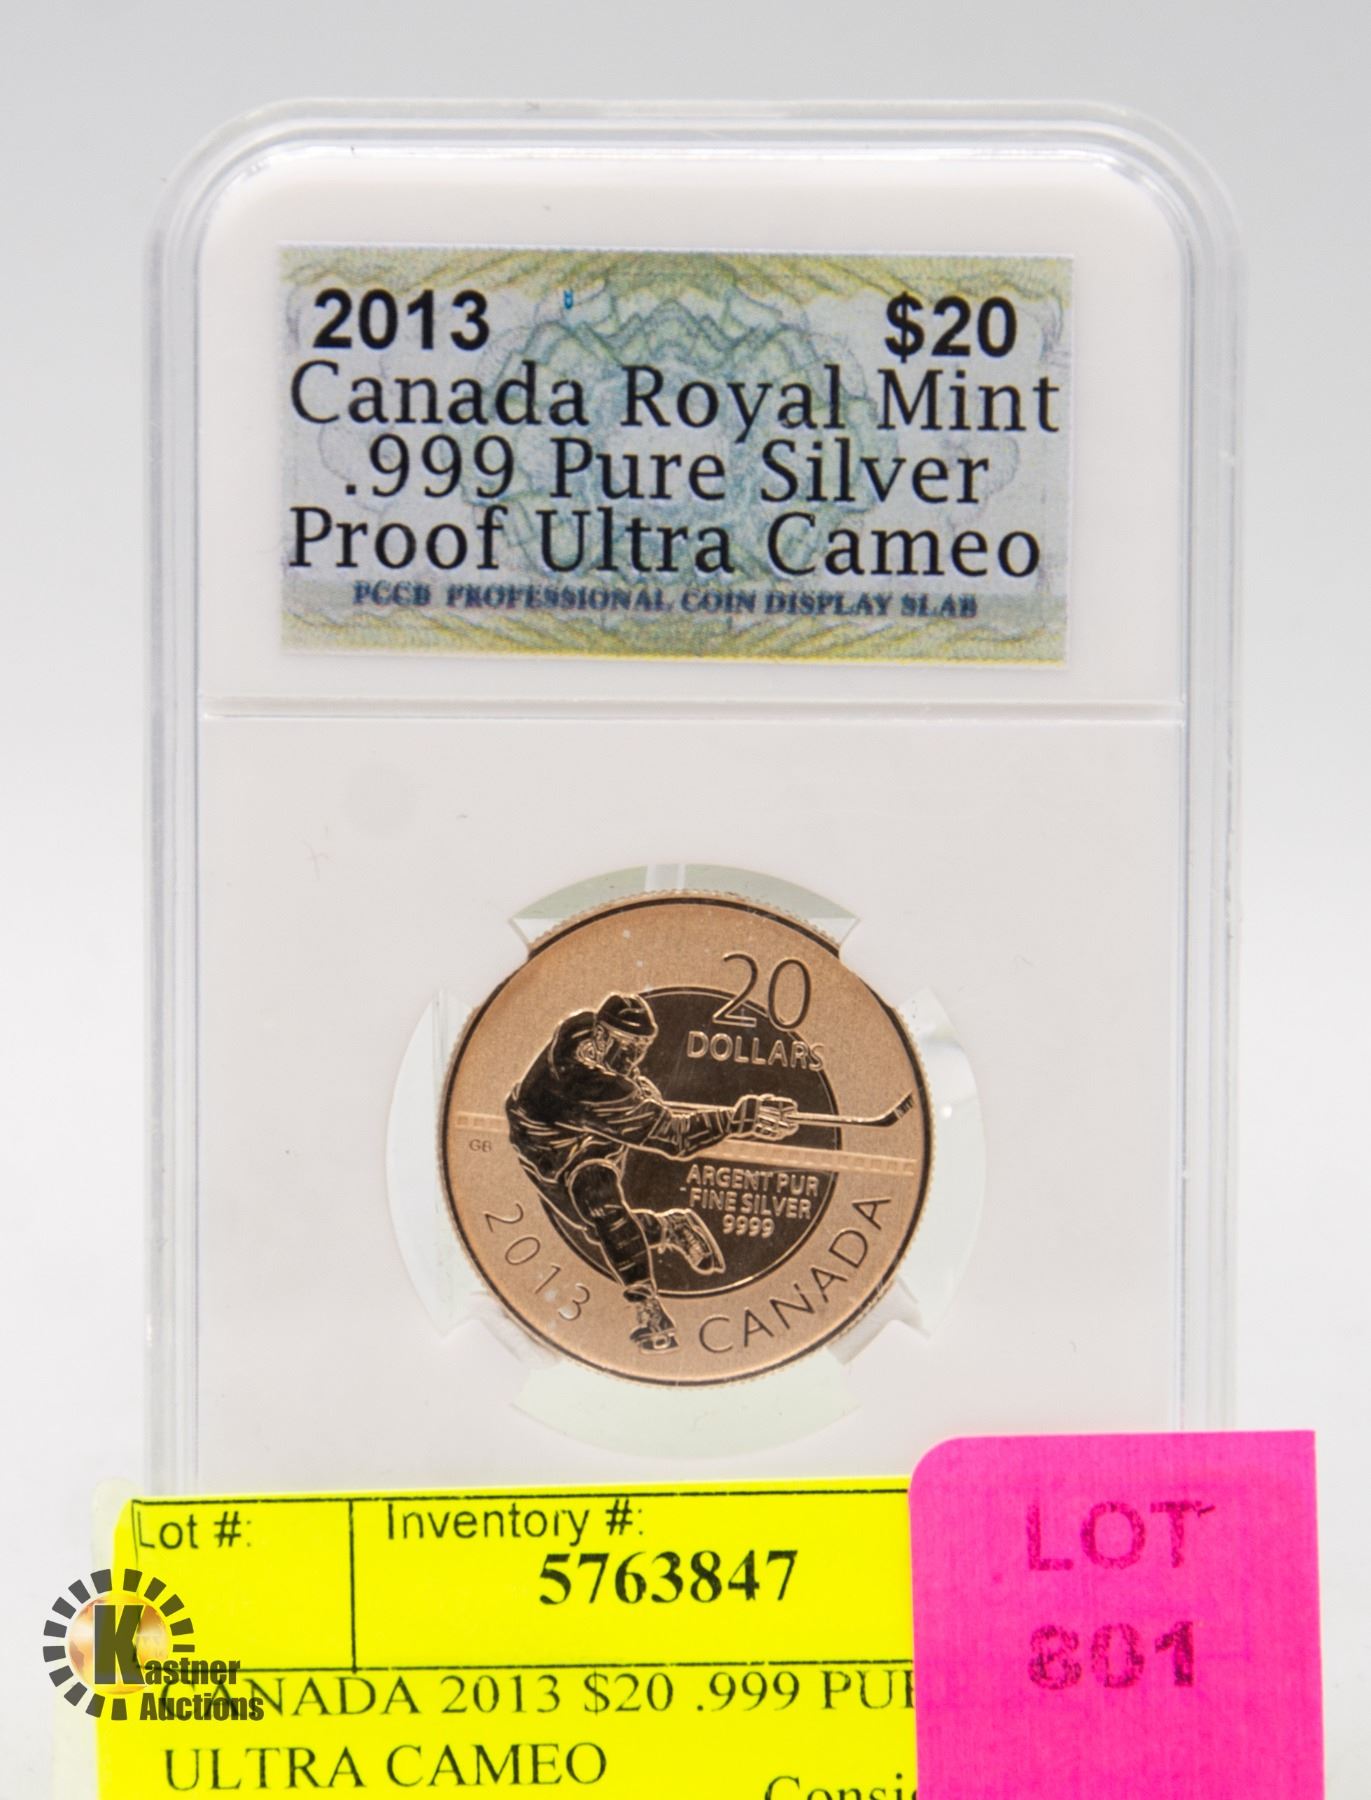 2013 $20
Canada Royal Mint
.999 Pure Silver
Proof Ultra Cameo
PCCB PROFESSIONAL COIN DISPLAY SLAB
20
DOLLARS
GB
ARGENT PUR
FINE SILVER
9999
2013
CANADA
Lot #:
Inventory #:
5763847
LOT
801
CANADA 2013 $20 .999
ULTRA CAMEO
Kastner
Auctions